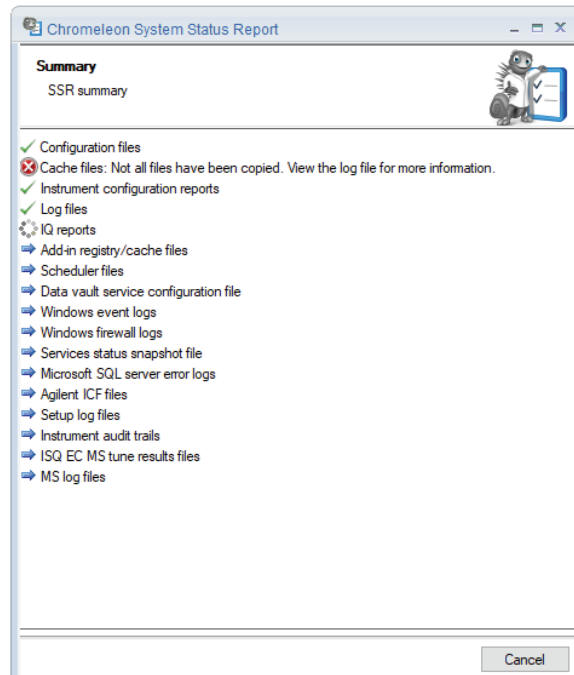 Chromeleon System Status Report
Summary
SSR summary
Configuration files
Cache files: Not all files have been copied. View the log file for more information.
Instrument configuration reports
Log files
IQ reports
Add-in registry/cache files
Scheduler files
Data vault service configuration file
Windows event logs
Windows firewall logs
Services status snapshot file
Microsoft SQL server error logs
Agilent ICF files
Setup log files
Instrument audit trails
ISQ EC MS tune results files
MS log files
Cancel